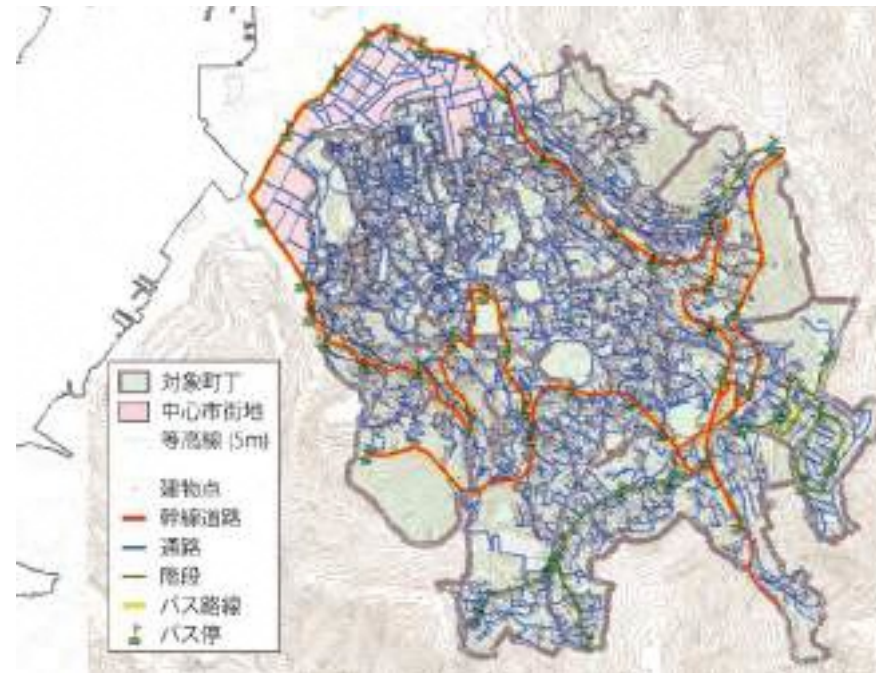 対象町丁
中心市街地
等高線 (5m)
建物点
幹線道路
通路
階段
バス路線
バス停